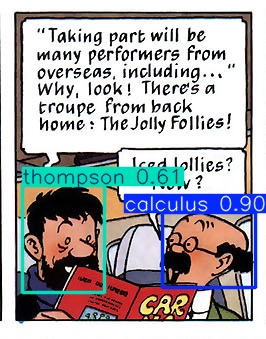 "Taking part will be
many performers from
overseas, including..."
Why, look! There's a
troupe from back
home: The Jolly Follies!
Iced lollies?
Now?
thompson 0.61
calculus 0.90
CAR